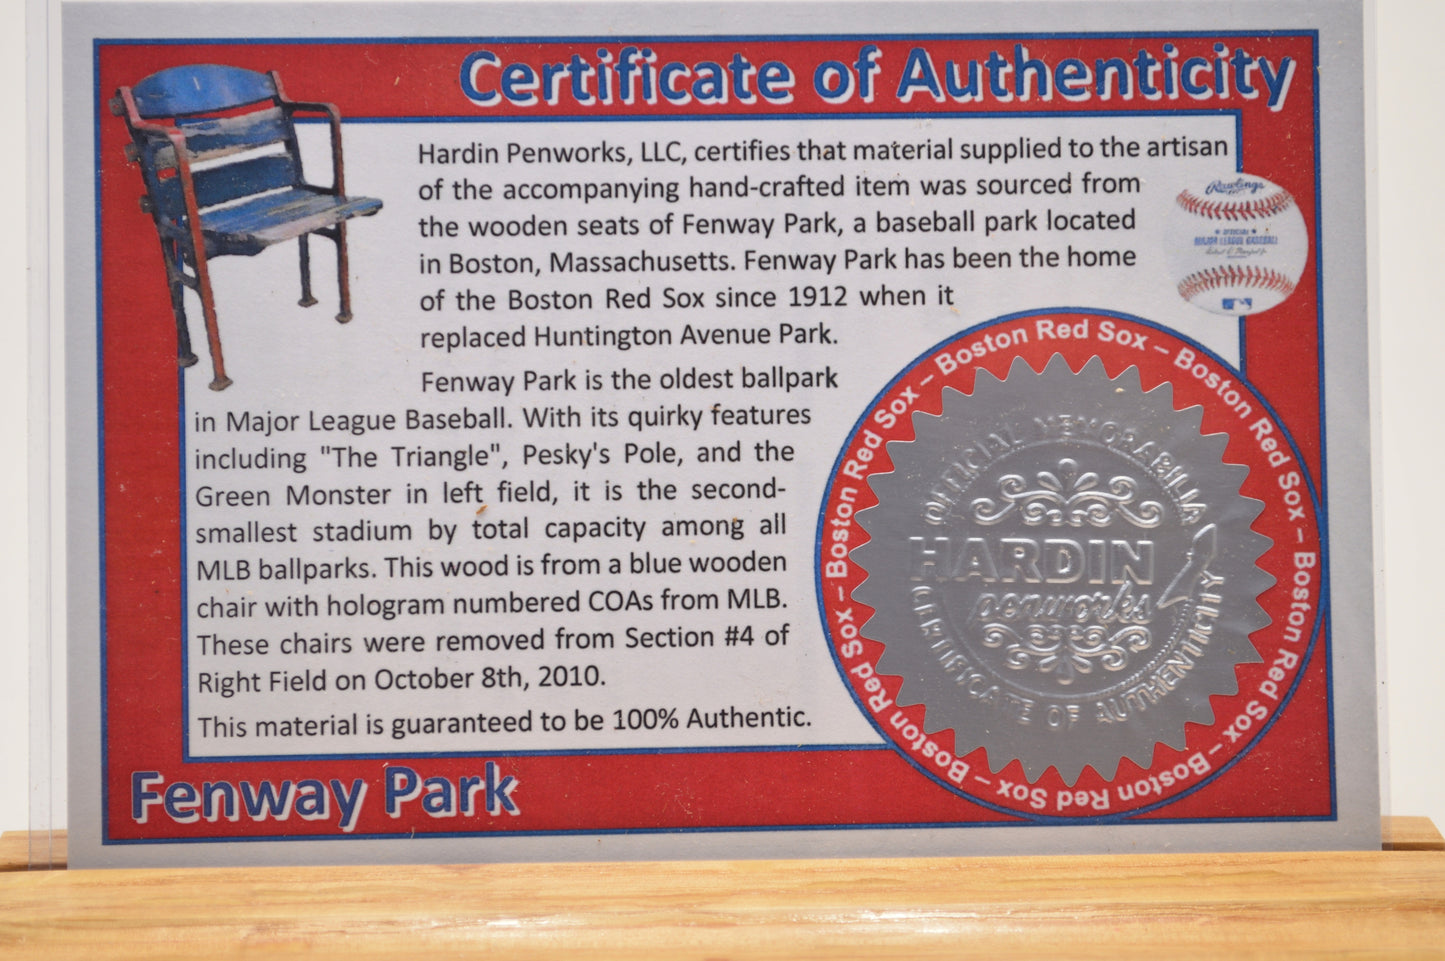 Certificate of Authenticity
Hardin Penworks, LLC, certifies that material supplied to the artisan
of the accompanying hand-crafted item was sourced from
the wooden seats of Fenway Park, a baseball park located
in Boston, Massachusetts. Fenway Park has been the home
of the Boston Red Sox since 1912 when it
replaced Huntington Avenue Park.
Fenway Park is the oldest ballpark
in Major League Baseball. With its quirky features
including "The Triangle", Pesky's Pole, and the
Green Monster in left field, it is the second-
smallest stadium by total capacity among all
MLB ballparks. This wood is from a blue wooden
chair with hologram numbered COAs from MLB.
These chairs were removed from Section #4 of
Right Field on October 8th, 2010.
This material is guaranteed to be 100% Authentic.
Fenway Park
Rawlings
OFFICIAL
MAJOR LEAGUE BASEBALL
Boston Red Sox – Boston Red Sox – Boston Red Sox – Boston Red Sox – Boston Red Sox – Boston Red Sox –
OFFICIAL MEMORABILIA
HARDIN
penworks
CERTIFICATE OF AUTHENTICITY